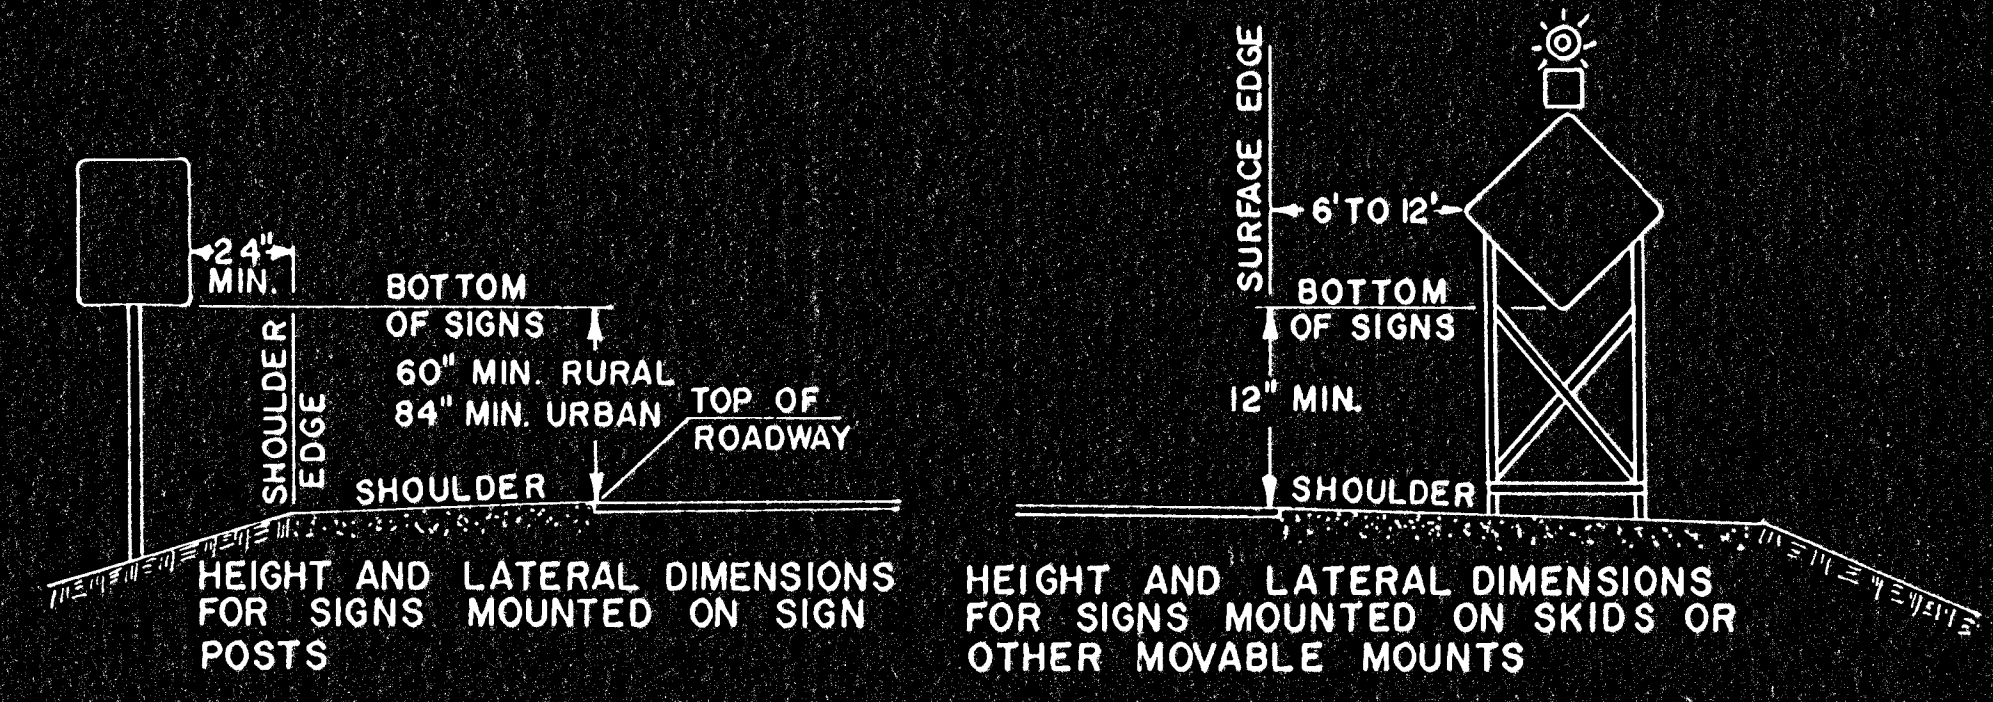 24"
MIN.
SHOULDER
EDGE
BOTTOM
OF SIGNS
60" MIN. RURAL
84" MIN. URBAN
TOP OF
ROADWAY
SHOULDER
HEIGHT AND LATERAL DIMENSIONS
FOR SIGNS MOUNTED ON SIGN
POSTS
SURFACE EDGE
6' TO 12'
BOTTOM
OF SIGNS
12" MIN.
SHOULDER
HEIGHT AND LATERAL DIMENSIONS
FOR SIGNS MOUNTED ON SKIDS OR
OTHER MOVABLE MOUNTS